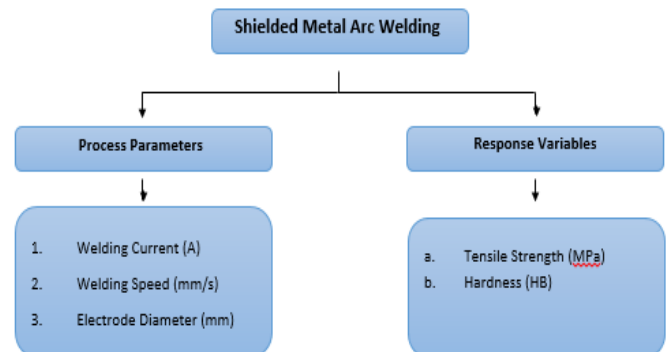 Shielded Metal Arc Welding
Process Parameters
Response Variables
1. Welding Current (A)
2. Welding Speed (mm/s)
3. Electrode Diameter (mm)
a. Tensile Strength (MPa)
b. Hardness (HB)